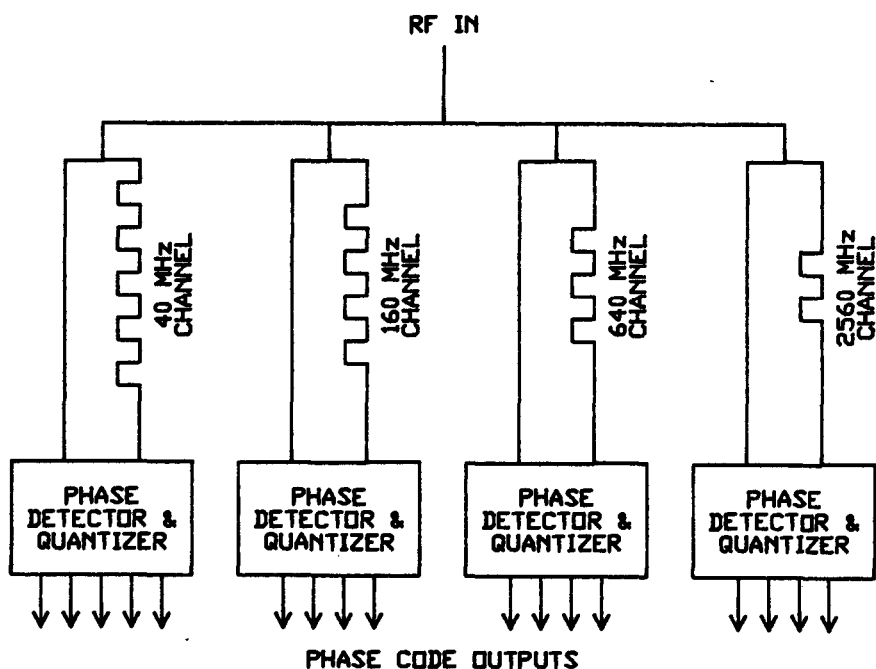 RF IN
40 MHz
CHANNEL
160 MHz
CHANNEL
640 MHz
CHANNEL
2560 MHz
CHANNEL
PHASE
DETECTOR &
QUANTIZER
PHASE
DETECTOR &
QUANTIZER
PHASE
DETECTOR &
QUANTIZER
PHASE
DETECTOR &
QUANTIZER
PHASE CODE OUTPUTS